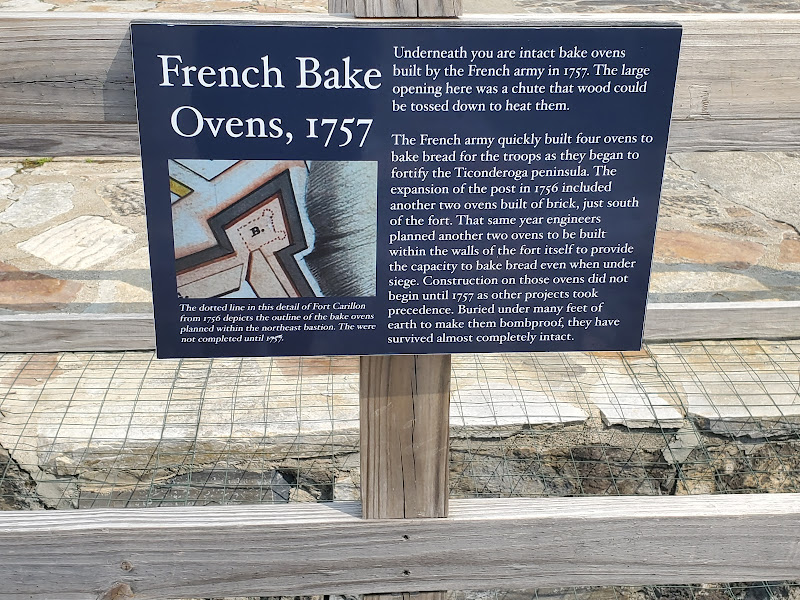 French Bake
Ovens, 1757
B.
The dotted line in this detail of Fort Carillon
from 1756 depicts the outline of the bake ovens
planned within the northeast bastion. The were
not completed until 1757.
Underneath you are intact bake ovens
built by the French army in 1757. The large
opening here was a chute that wood could
be tossed down to heat them.
The French army quickly built four ovens to
bake bread for the troops as they began to
fortify the Ticonderoga peninsula. The
expansion of the post in 1756 included
another two ovens built of brick, just south
of the fort. That same year engineers
planned another two ovens to be built
within the walls of the fort itself to provide
the capacity to bake bread even when under
siege. Construction on those ovens did not
begin until 1757 as other projects took
precedence. Buried under many feet of
earth to make them bombproof, they have
survived almost completely intact.